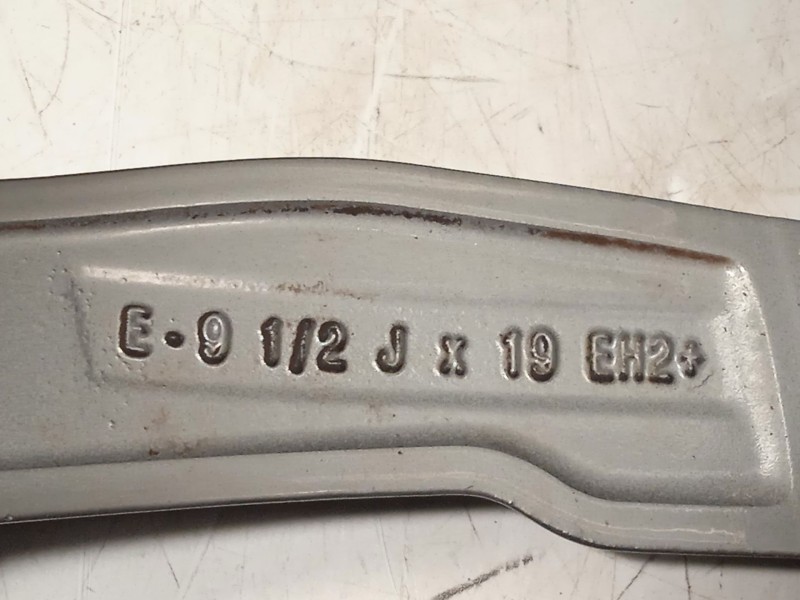 E-9 1/2 J x 19 EH2+